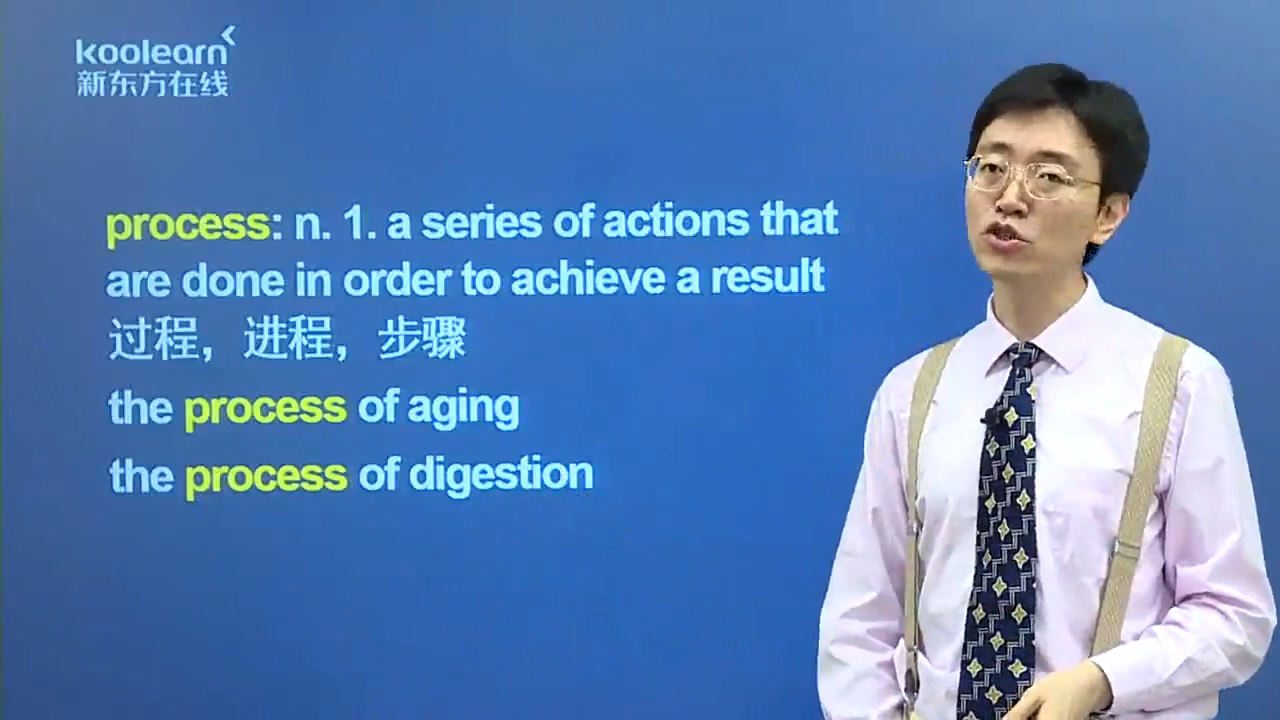 koolearn
新东方在线
process: n. 1. a series of actions that
are done in order to achieve a result
过程，进程，步骤
the process of aging
the process of digestion